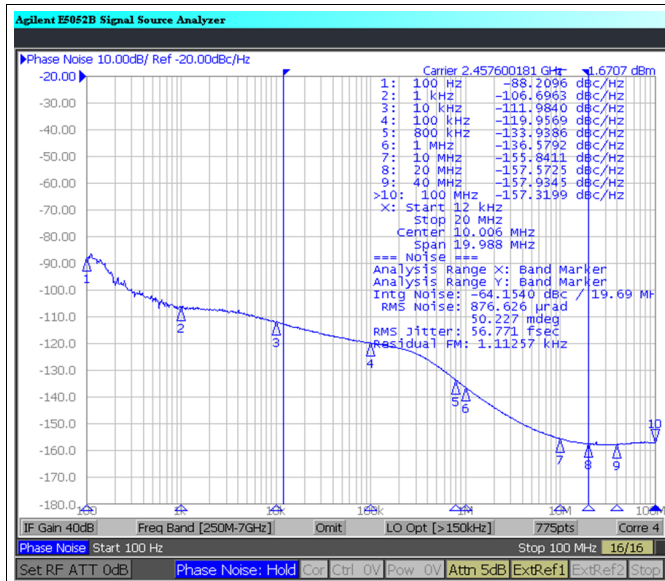 Agilent E5052B Signal Source Analyzer
Phase Noise 10.00dB/ Ref -20.00dBc/Hz
Carrier 2.457600181 GHz -1.6707 dBm
1: 100 Hz -88.2096 dBc/Hz
2: 1 kHz -106.6963 dBc/Hz
3: 10 kHz -111.9840 dBc/Hz
4: 100 kHz -119.9569 dBc/Hz
5: 800 kHz -133.9386 dBc/Hz
6: 1 MHz -136.5792 dBc/Hz
7: 10 MHz -155.8411 dBc/Hz
8: 20 MHz -157.5725 dBc/Hz
9: 40 MHz -157.9345 dBc/Hz
>10: 100 MHz -157.3199 dBc/Hz
X: Start 12 kHz
Stop 20 MHz
Center 10.006 MHz
Span 19.988 MHz
=== Noise ===
Analysis Range X: Band Marker
Analysis Range Y: Band Marker
Intg Noise: -64.1540 dBc / 19.69 MH
RMS Noise: 876.626 µrad
50.227 mdeg
RMS Jitter: 56.771 fsec
Residual FM: 1.11257 kHz
-20.00
-30.00
-40.00
-50.00
-60.00
-70.00
-80.00
-90.00
-100.0
-110.0
-120.0
-130.0
-140.0
-150.0
-160.0
-170.0
-180.0
1
2
3
4
5
6
7
8
9
10
100 1k 10k 100k 1M 10M 100M
IF Gain 40dB Freq Band [250M-7GHz] Omit LO Opt [>150kHz] 775pts Corre 4
Phase Noise Start 100 Hz Stop 100 MHz 16/16
Set RF ATT 0dB Phase Noise: Hold Cor Ctrl 0V Pow 0V Attn 5dB ExtRef1 ExtRef2 Stop